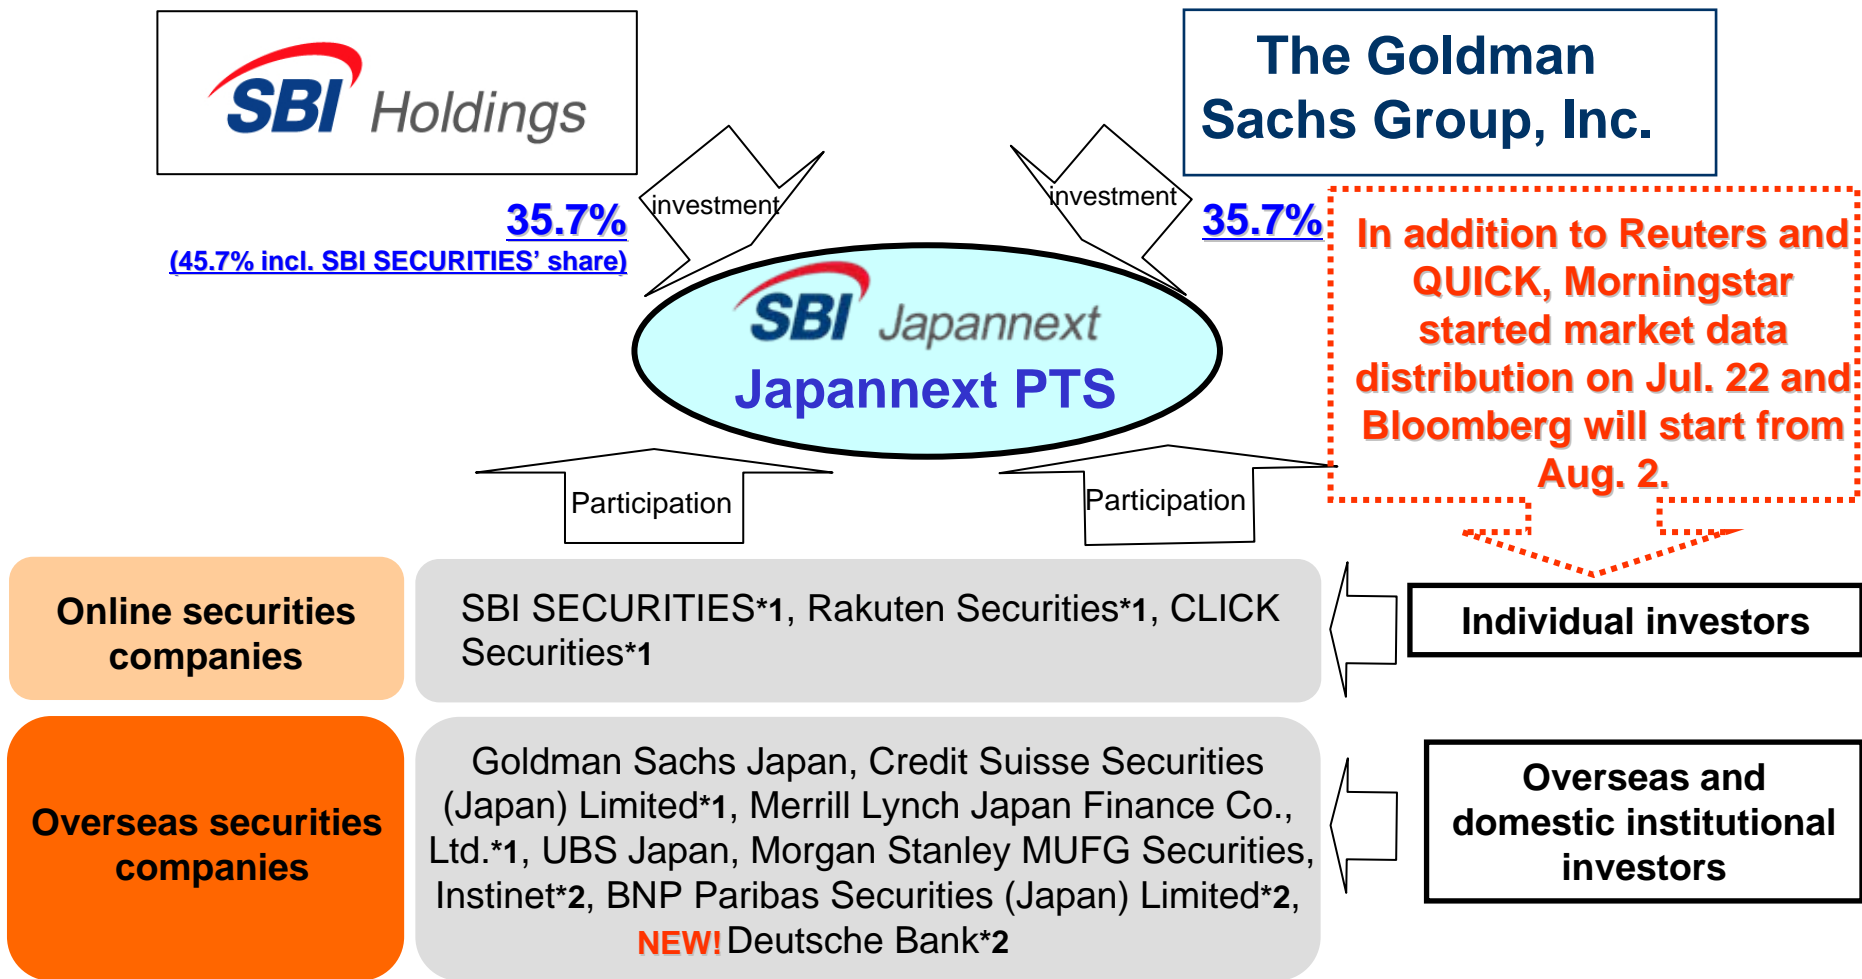 SBI Holdings
The Goldman
Sachs Group, Inc.
investment
investment
35.7%
(45.7% incl. SBI SECURITIES’ share)
35.7%
In addition to Reuters and
QUICK, Morningstar
started market data
distribution on Jul. 22 and
Bloomberg will start from
Aug. 2.
SBI Japannext
Japannext PTS
Participation
Participation
Online securities
companies
SBI SECURITIES*1, Rakuten Securities*1, CLICK
Securities*1
Individual investors
Overseas securities
companies
Goldman Sachs Japan, Credit Suisse Securities
(Japan) Limited*1, Merrill Lynch Japan Finance Co.,
Ltd.*1, UBS Japan, Morgan Stanley MUFG Securities,
Instinet*2, BNP Paribas Securities (Japan) Limited*2,
NEW! Deutsche Bank*2
Overseas and
domestic institutional
investors